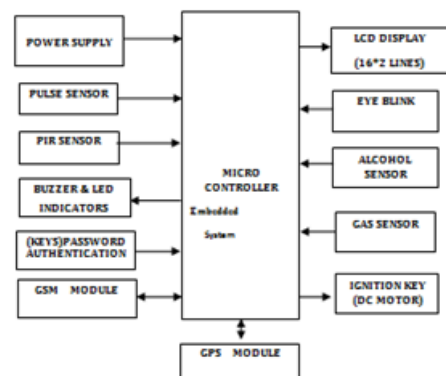 POWER SUPPLY
PULSE SENSOR
PIR SENSOR
BUZZER & LED
INDICATORS
(KEYS)PASSWORD
AUTHENTICATION
GSM MODULE
MICRO
CONTROLLER
Embedded
System
LCD DISPLAY
(16*2 LINES)
EYE BLINK
ALCOHOL
SENSOR
GAS SENSOR
IGNITION KEY
(DC MOTOR)
GPS MODULE